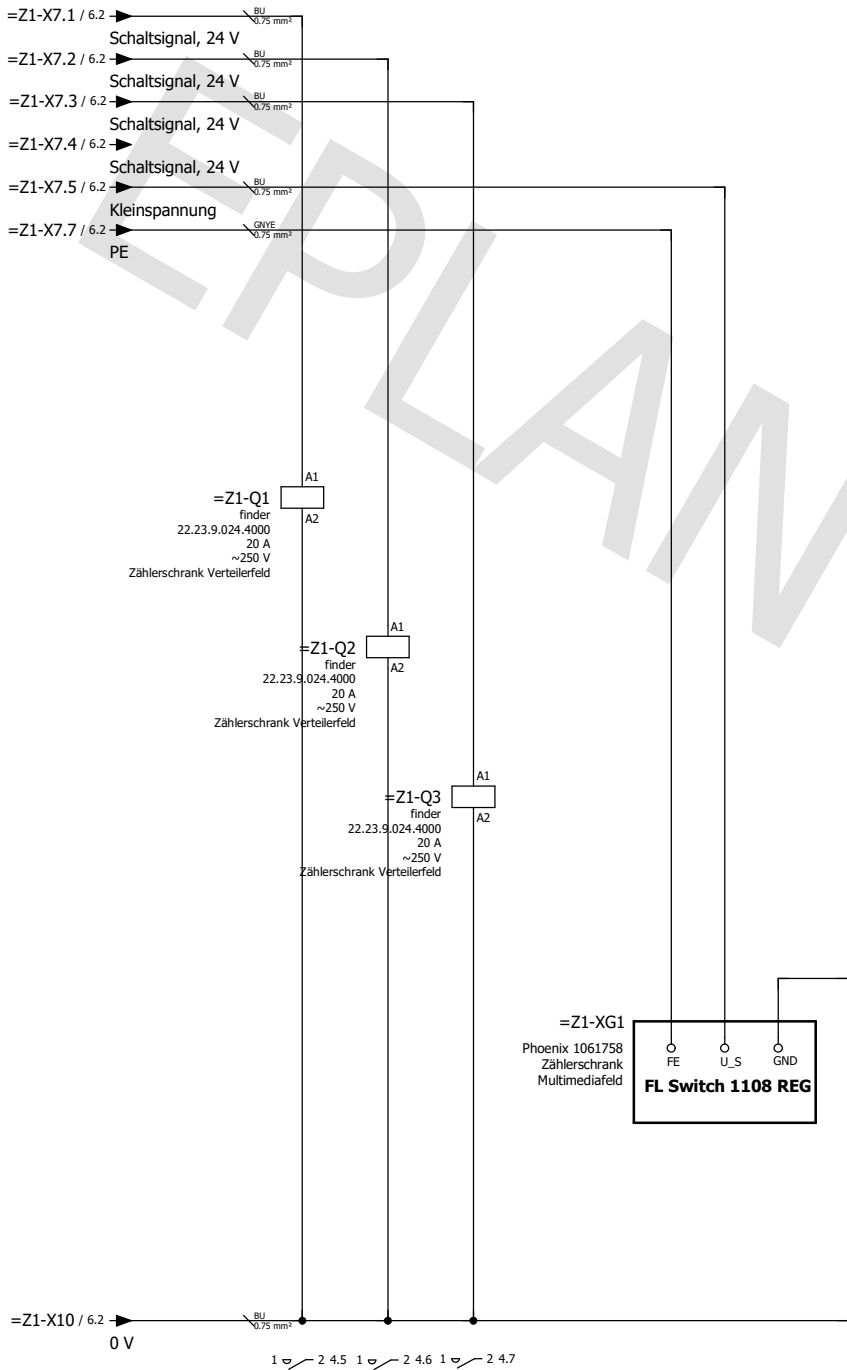 =Z1-X7.1 / 6.2
BU
0.75 mm²
Schaltsignal, 24 V
=Z1-X7.2 / 6.2
BU
0.75 mm²
Schaltsignal, 24 V
=Z1-X7.3 / 6.2
BU
0.75 mm²
Schaltsignal, 24 V
=Z1-X7.4 / 6.2
Schaltsignal, 24 V
=Z1-X7.5 / 6.2
BU
0.75 mm²
Kleinspannung
=Z1-X7.7 / 6.2
GNYE
0.75 mm²
PE
EPLAN
A1
=Z1-Q1
A2
finder
22.23.9.024.4000
20 A
~250 V
Zählerschrank Verteilerfeld
A1
=Z1-Q2
A2
finder
22.23.9.024.4000
20 A
~250 V
Zählerschrank Verteilerfeld
A1
=Z1-Q3
A2
finder
22.23.9.024.4000
20 A
~250 V
Zählerschrank Verteilerfeld
=Z1-XG1
Phoenix 1061758
Zählerschrank
Multimediafeld
FE U_S GND
FL Switch 1108 REG
=Z1-X10 / 6.2
BU
0.75 mm²
0 V
1 2 4.5 1 2 4.6 1 2 4.7